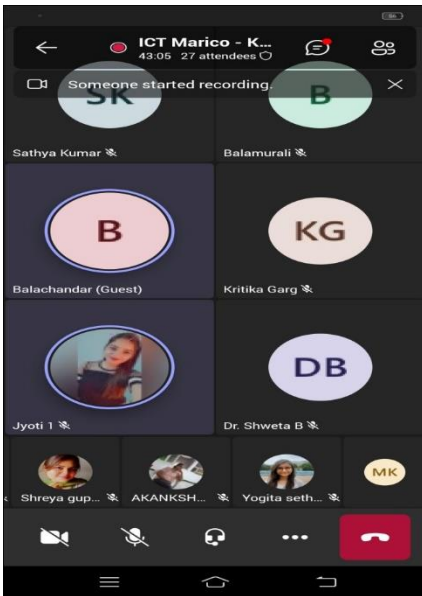 ICT Marico - K...
43:05 27 attendees
Someone started recording.
SK
B
Sathya Kumar
Balamurali
B
KG
Balachandar (Guest)
Kritika Garg
DB
Jyoti 1
Dr. Shweta B
MK
Shreya gup...
AKANKSH...
Yogita seth...